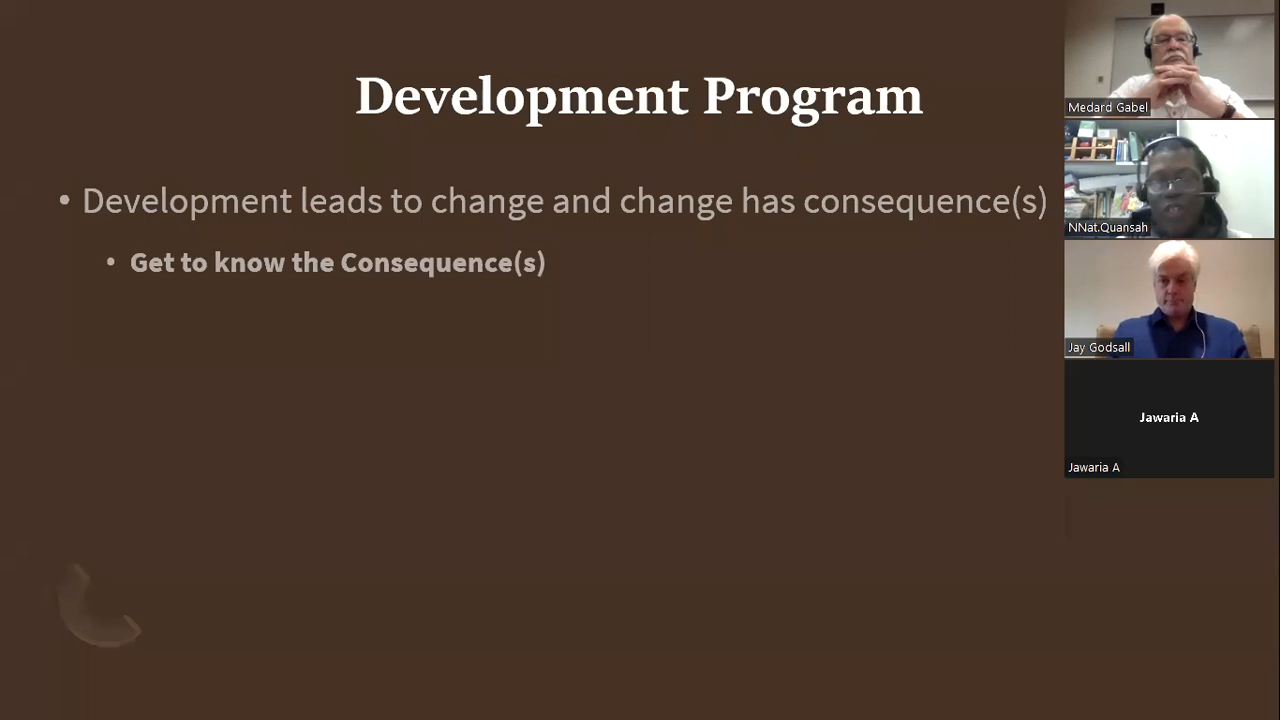 Development Program
• Development leads to change and change has consequence(s)
• Get to know the Consequence(s)
Medard Gabel
NNat.Quansah
Jay Godsall
Jawaria A
Jawaria A